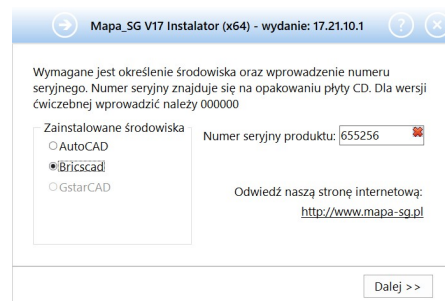 Mapa_SG V17 Instalator (x64) - wydanie: 17.21.10.1
Wymagane jest określenie środowiska oraz wprowadzenie numeru
seryjnego. Numer seryjny znajduje się na opakowaniu płyty CD. Dla wersji
ćwiczebnej wprowadzić należy 000000
Zainstalowane środowiska
AutoCAD
Bricscad
GstarCAD
Numer seryjny produktu: 655256
Odwiedź naszą stronę internetową:
http://www.mapa-sg.pl
Dalej >>